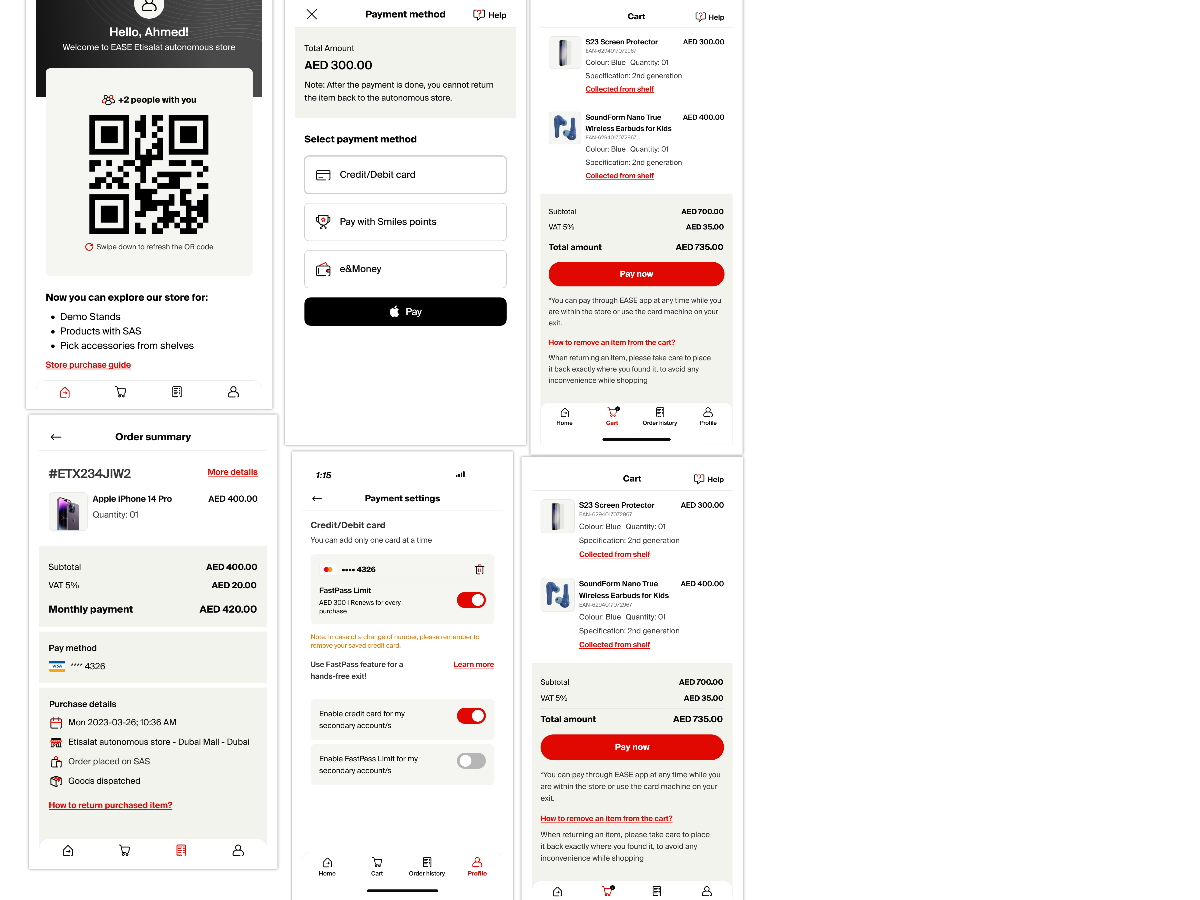 Hello, Ahmed!
Welcome to EASE Etisalat autonomous store
+2 people with you
Swipe down to refresh the QR code
Now you can explore our store for:
• Demo Stands
• Products with SAS
• Pick accessories from shelves
Store purchase guide
Payment method
Help
Total Amount
AED 300.00
Note: After the payment is done, you cannot return
the item back to the autonomous store.
Select payment method
Credit/Debit card
Pay with Smiles points
e&Money
Pay
Cart
Help
S23 Screen Protector AED 300.00
EAN-6294017072967
Colour: Blue Quantity: 01
Specification: 2nd generation
Collected from shelf
SoundForm Nano True AED 400.00
Wireless Earbuds for Kids
EAN-6294017072967
Colour: Blue Quantity: 01
Specification: 2nd generation
Collected from shelf
Subtotal AED 700.00
VAT 5% AED 35.00
Total amount AED 735.00
Pay now
*You can pay through EASE app at any time while you
are within the store or use the card machine on your
exit.
How to remove an item from the cart?
When returning an item, please take care to place
it back exactly where you found it, to avoid any
inconvenience while shopping
Home Cart Order history Profile
Order summary
#ETX234JIW2 More details
Apple iPhone 14 Pro AED 400.00
Quantity: 01
Subtotal AED 400.00
VAT 5% AED 20.00
Monthly payment AED 420.00
Pay method
VISA **** 4326
Purchase details
Mon 2023-03-26; 10:36 AM
Etisalat autonomous store - Dubai Mall - Dubai
Order placed on SAS
Goods dispatched
How to return purchased item?
1:15
Payment settings
Credit/Debit card
You can add only one card at a time
•••• 4326
FastPass Limit
AED 300 | Renews for every
purchase
Note: In case of a change of number, please remember to
remove your saved credit card.
Use FastPass feature for a Learn more
hands-free exit!
Enable credit card for my
secondary account/s
Enable FastPass Limit for my
secondary account/s
Home Cart Order history Profile
Cart
Help
S23 Screen Protector AED 300.00
EAN-6294017072967
Colour: Blue Quantity: 01
Specification: 2nd generation
Collected from shelf
SoundForm Nano True AED 400.00
Wireless Earbuds for Kids
EAN-6294017072967
Colour: Blue Quantity: 01
Specification: 2nd generation
Collected from shelf
Subtotal AED 700.00
VAT 5% AED 35.00
Total amount AED 735.00
Pay now
*You can pay through EASE app at any time while you
are within the store or use the card machine on your
exit.
How to remove an item from the cart?
When returning an item, please take care to place
it back exactly where you found it, to avoid any
inconvenience while shopping